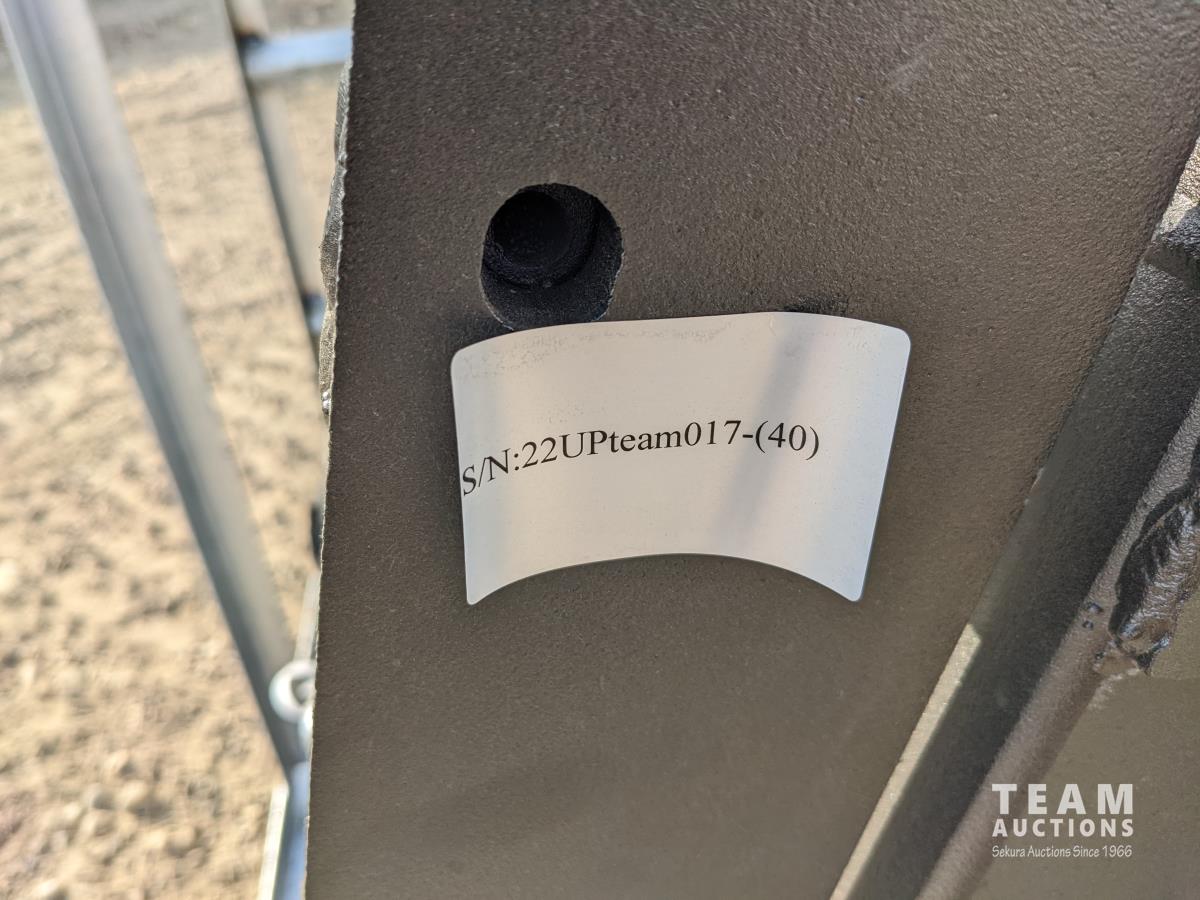 S/N:22UPteam017-(40)
TEAM
AUCTIONS
Sekura Auctions Since 1966